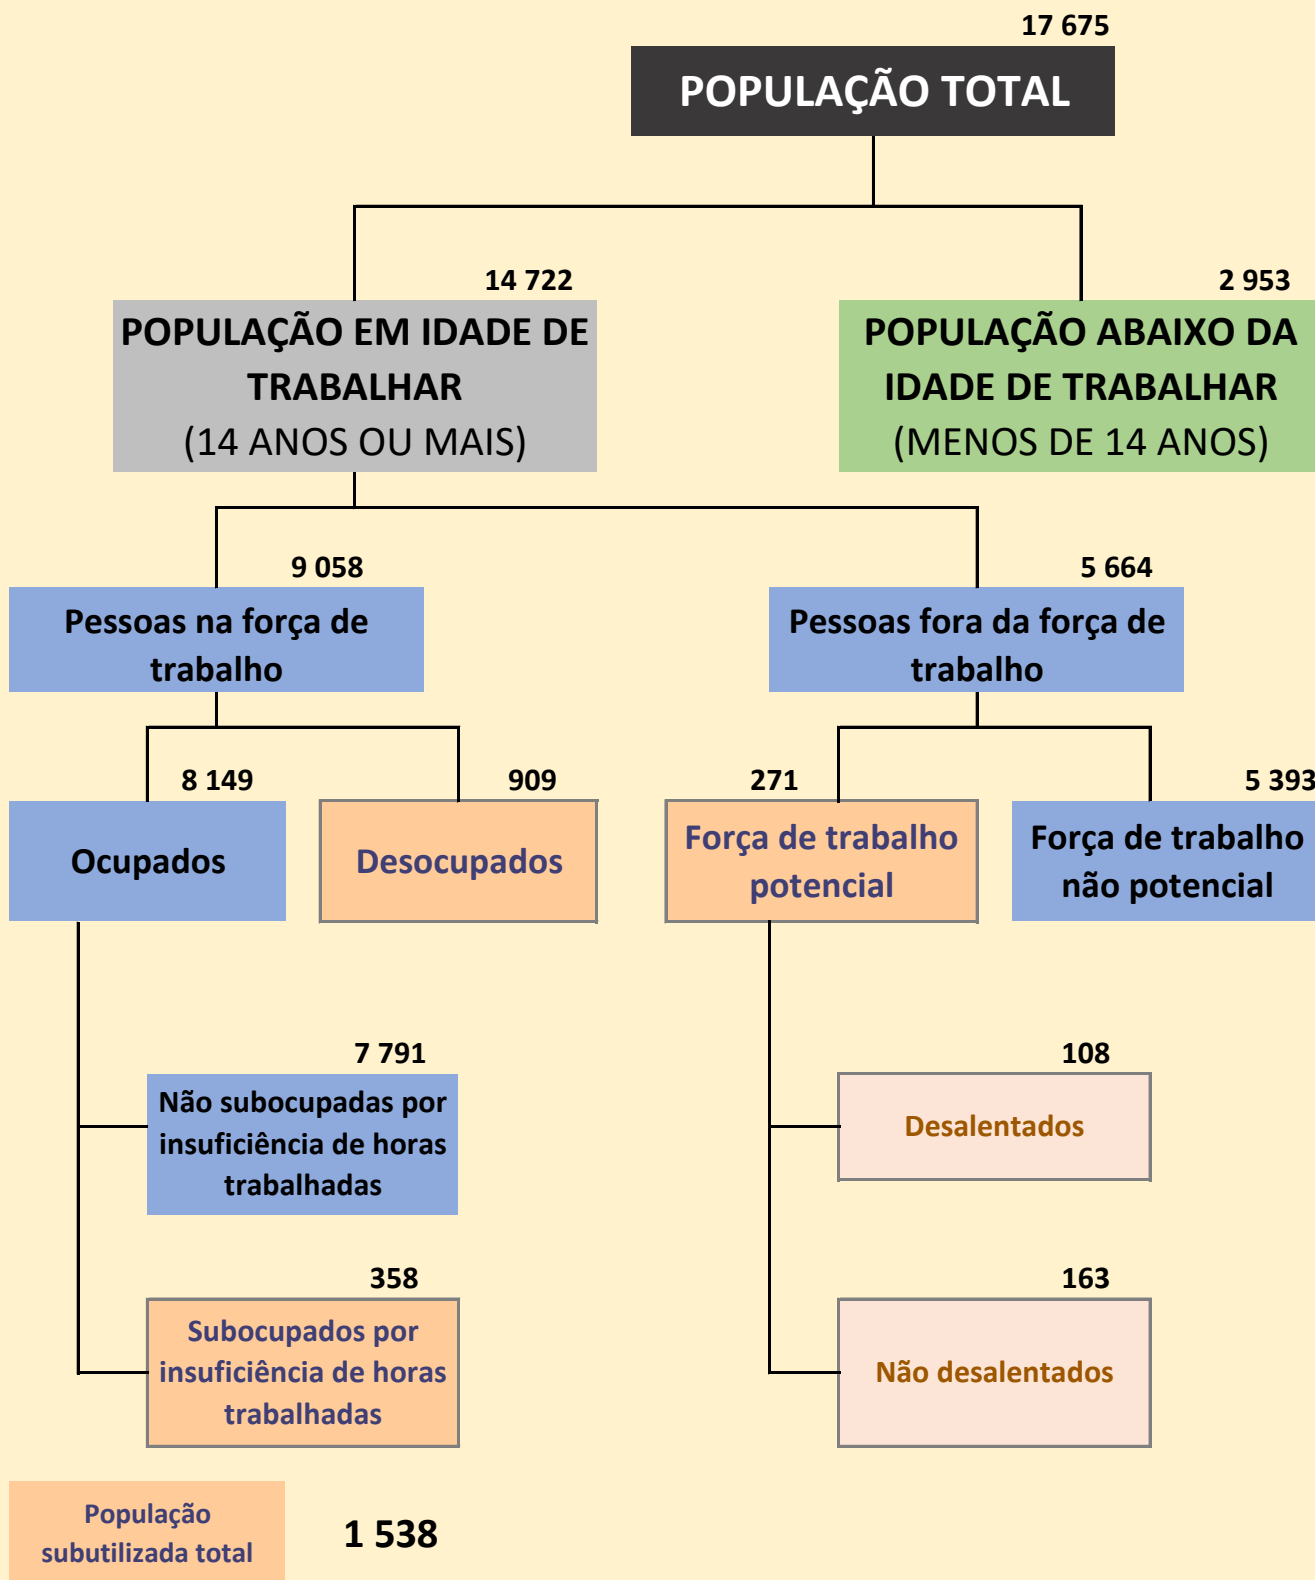 17 675
POPULAÇÃO TOTAL
14 722
POPULAÇÃO EM IDADE DE
TRABALHAR
(14 ANOS OU MAIS)
2 953
POPULAÇÃO ABAIXO DA
IDADE DE TRABALHAR
(MENOS DE 14 ANOS)
9 058
Pessoas na força de
trabalho
5 664
Pessoas fora da força de
trabalho
8 149
Ocupados
909
Desocupados
271
Força de trabalho
potencial
5 393
Força de trabalho
não potencial
7 791
Não subocupadas por
insuficiência de horas
trabalhadas
108
Desalentados
358
Subocupados por
insuficiência de horas
trabalhadas
163
Não desalentados
População
subutilizada total
1 538